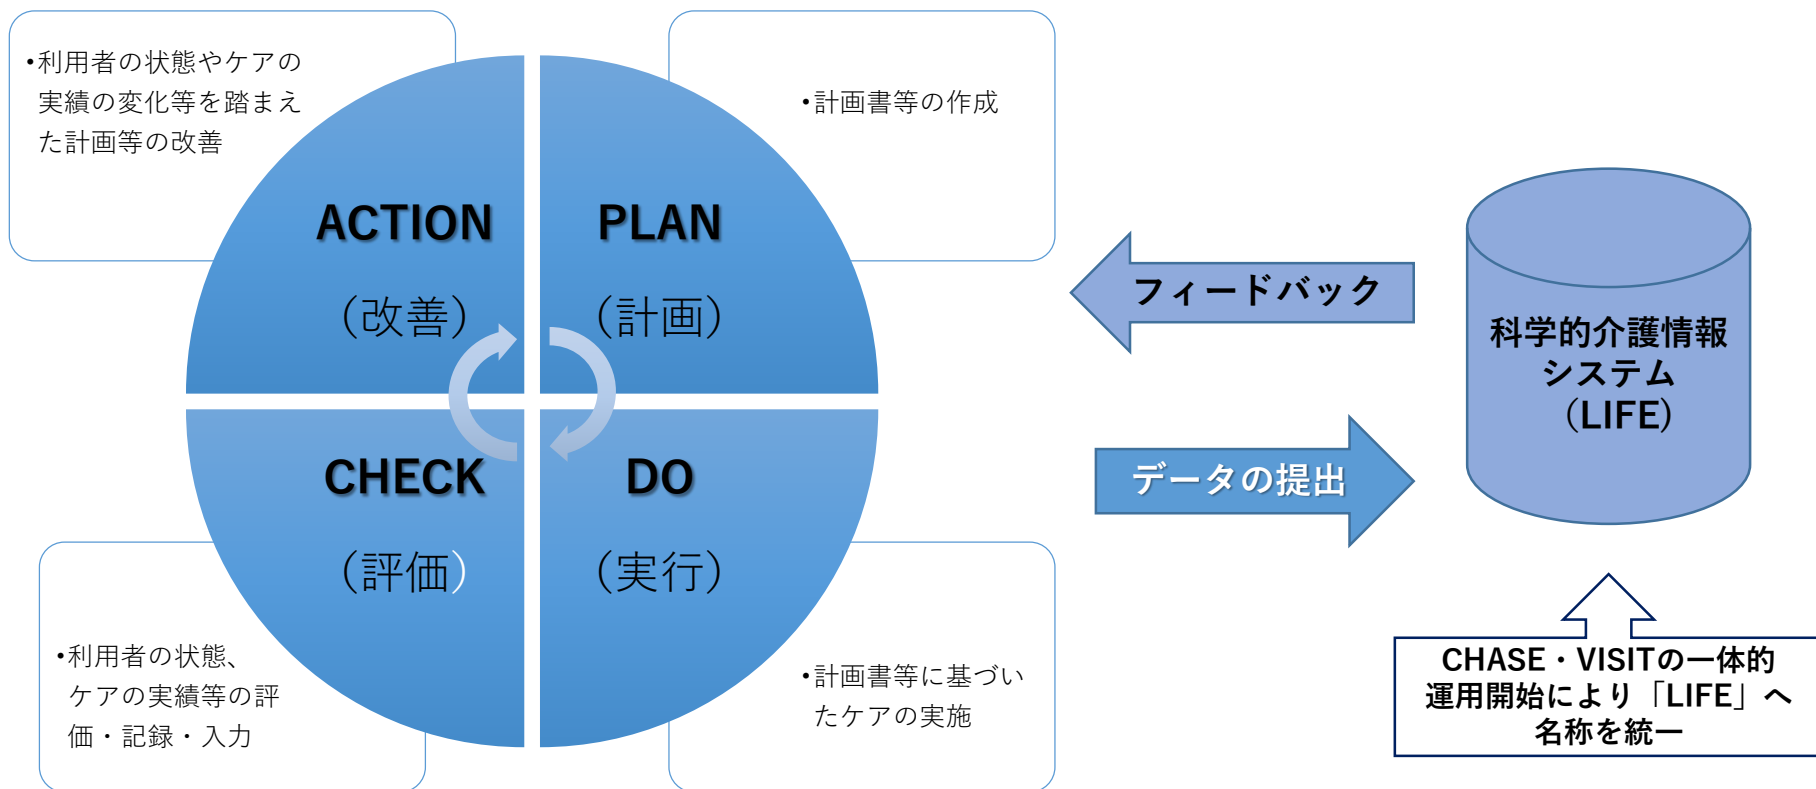 •利用者の状態やケアの
実績の変化等を踏まえ
た計画等の改善
•計画書等の作成
ACTION
（改善）
PLAN
（計画）
CHECK
（評価）
DO
（実行）
•利用者の状態、
ケアの実績等の評
価・記録・入力
•計画書等に基づい
たケアの実施
フィードバック
データの提出
科学的介護情報
システム
（LIFE）
CHASE・VISITの一体的
運用開始により「LIFE」へ
名称を統一